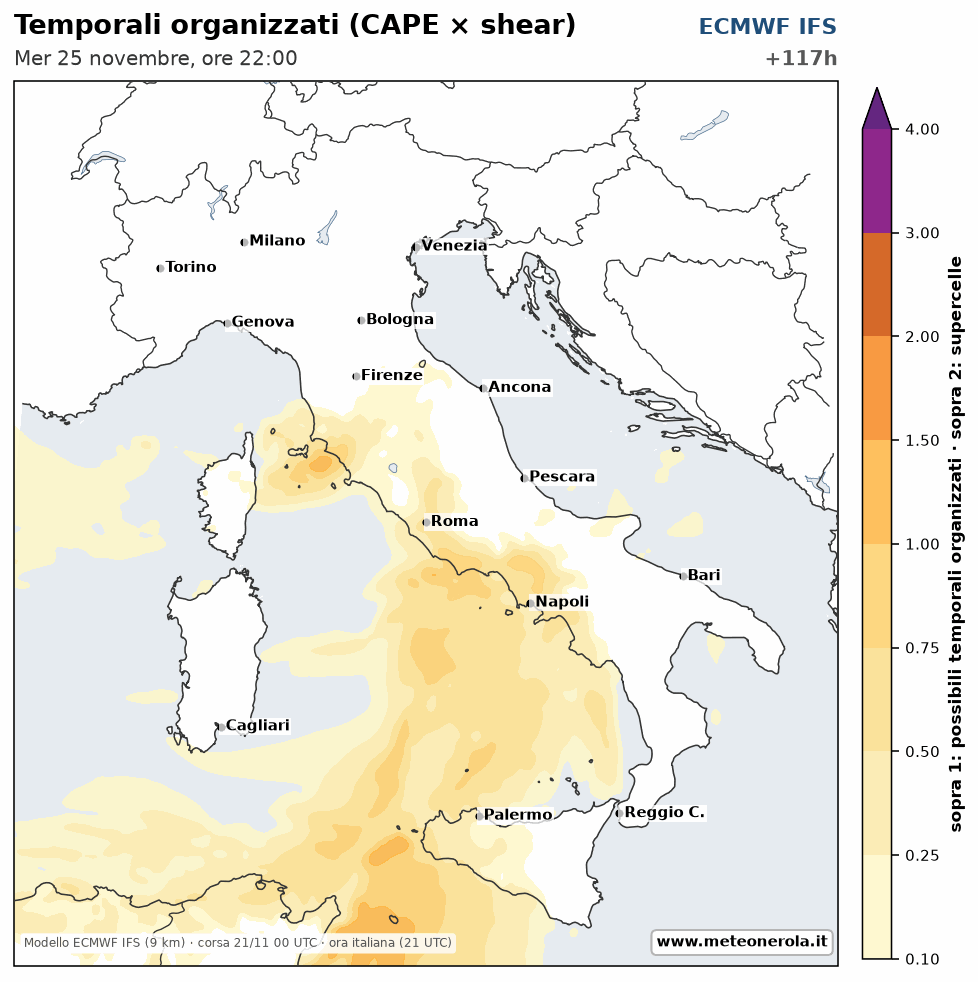 Temporali organizzati (CAPE × shear)
ECMWF IFS
Mer 25 novembre, ore 22:00
+117h
Milano
Venezia
Torino
Genova
Bologna
Firenze
Ancona
Pescara
Roma
Bari
Napoli
Cagliari
Palermo
Reggio C.
4.00
3.00
2.00
1.50
1.00
0.75
0.50
0.25
0.10
sopra 1: possibili temporali organizzati · sopra 2: supercelle
Modello ECMWF IFS (9 km) · corsa 21/11 00 UTC · ora italiana (21 UTC)
www.meteonerola.it